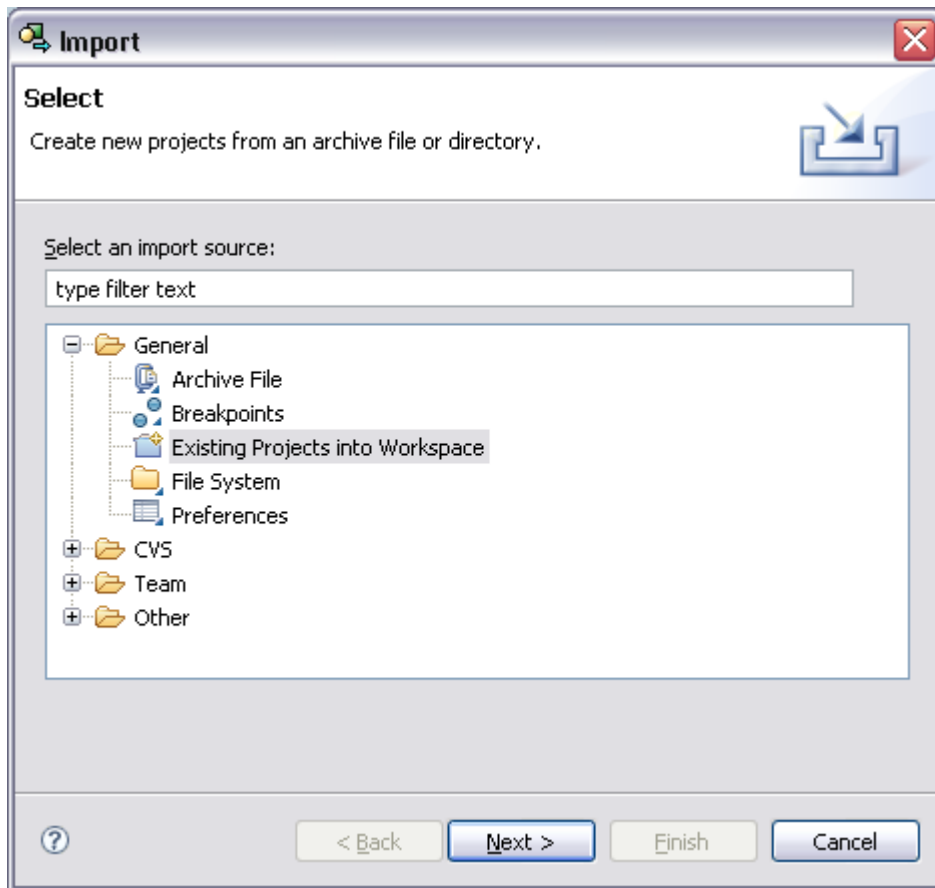 Import
Select
Create new projects from an archive file or directory.
Select an import source:
type filter text
General
Archive File
Breakpoints
Existing Projects into Workspace
File System
Preferences
CVS
Team
Other
? < Back Next > Finish Cancel